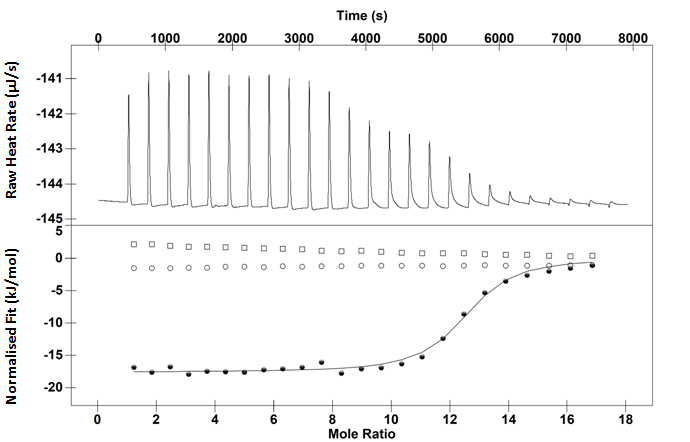 Time (s)
0 1000 2000 3000 4000 5000 6000 7000 8000
Raw Heat Rate (µJ/s)
-141
-142
-143
-144
-145
Normalised Fit (kJ/mol)
5
0
-5
-10
-15
-20
0 2 4 6 8 10 12 14 16 18
Mole Ratio